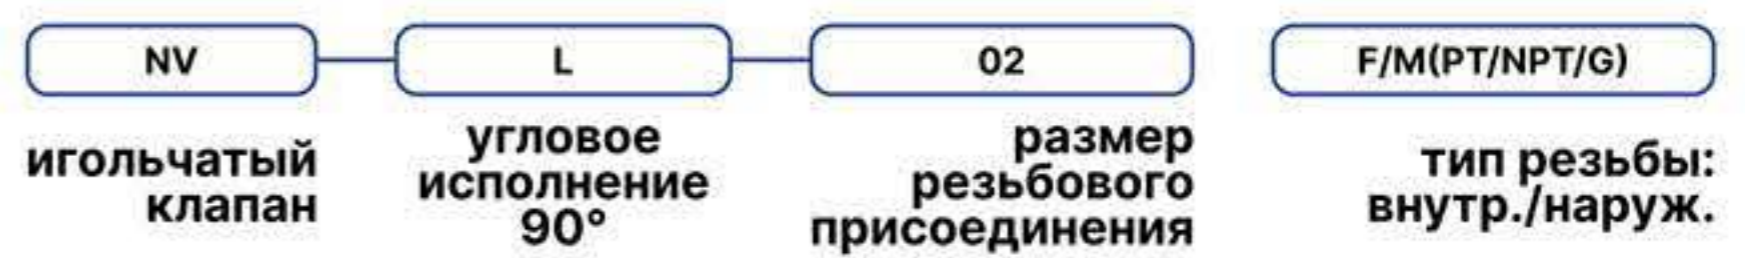 NV
L
02
F/M(PT/NPT/G)
игольчатый
клапан
угловое
исполнение
90°
размер
резьбового
присоединения
тип резьбы:
внутр./наруж.